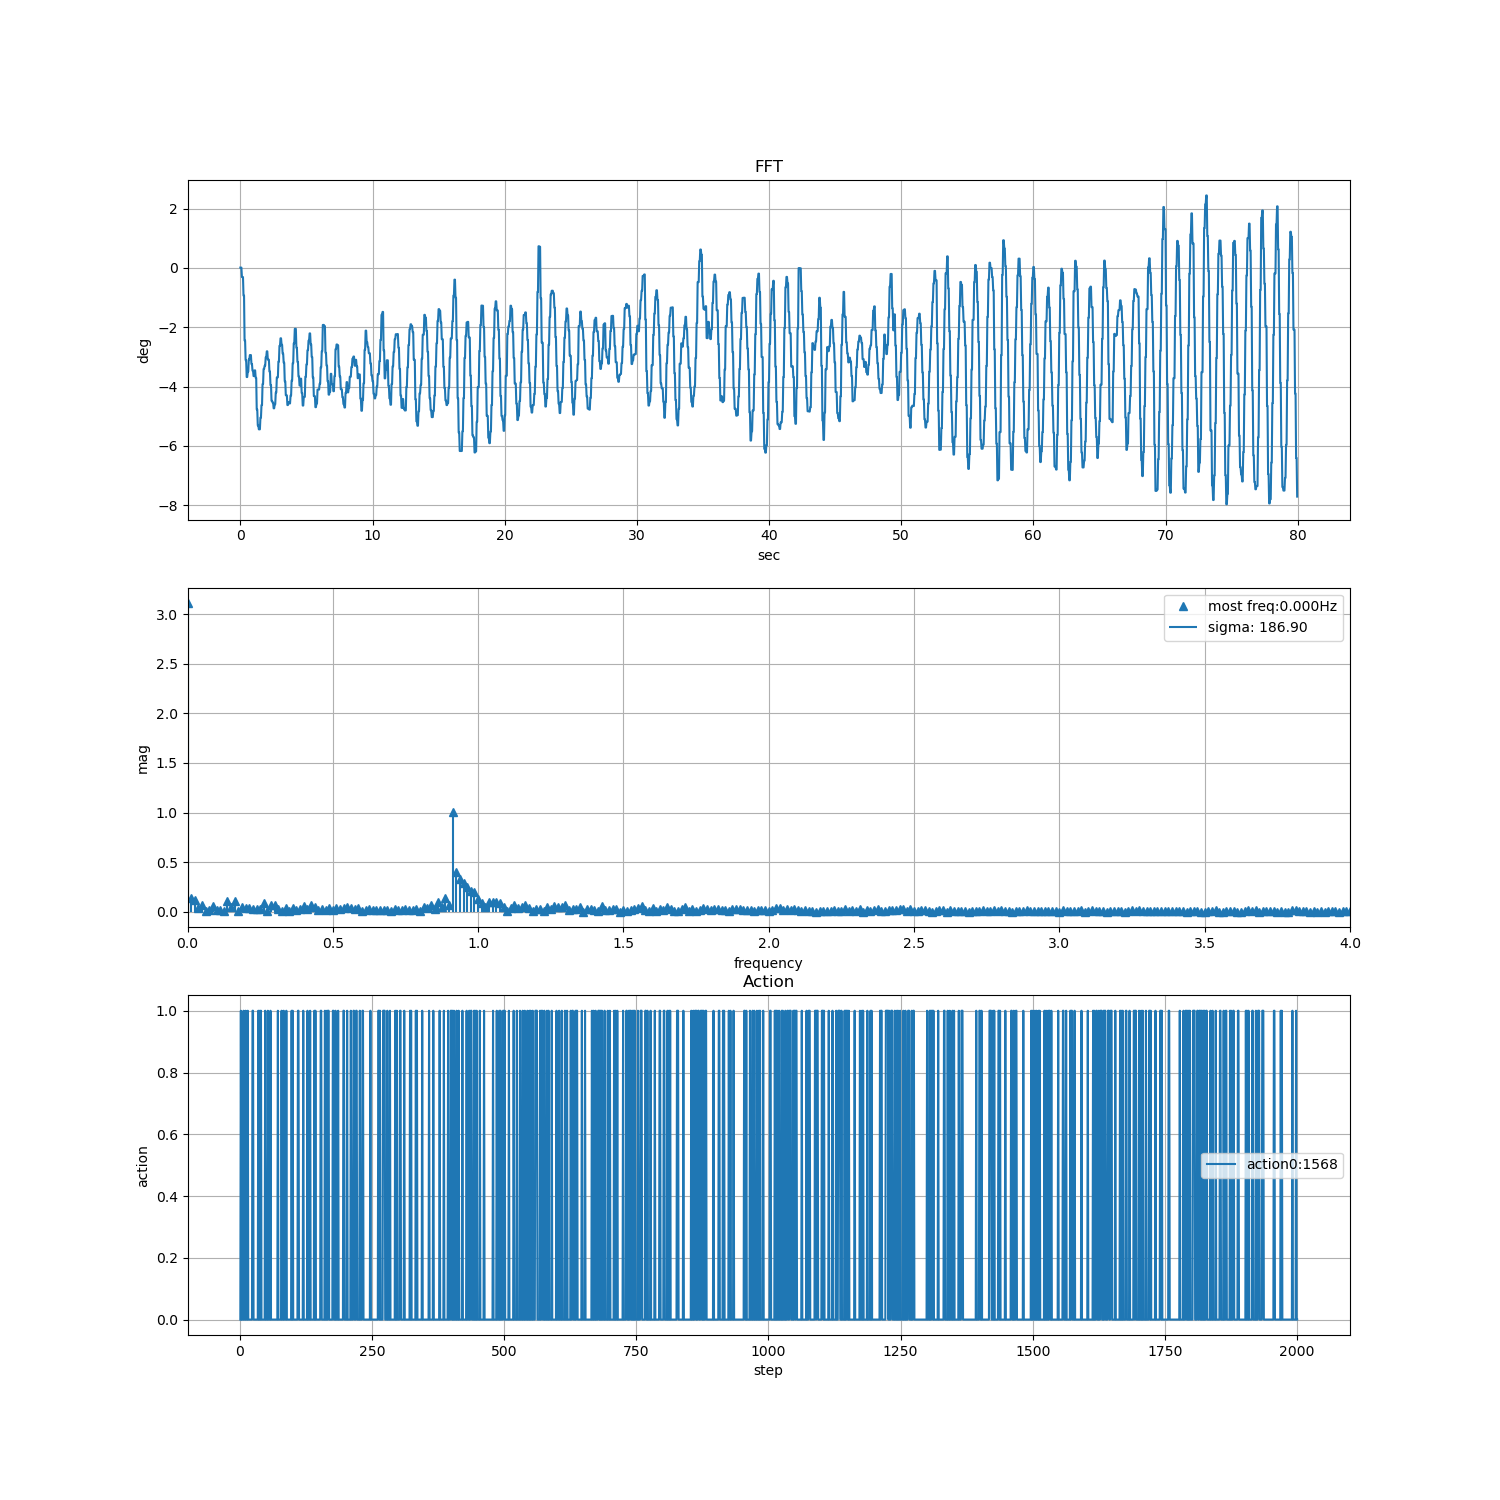 FFT
2
0
−2
−4
−6
−8
deg
0 10 20 30 40 50 60 70 80
sec
3.0
2.5
2.0
1.5
1.0
0.5
0.0
mag
most freq:0.000Hz
sigma: 186.90
0.0 0.5 1.0 1.5 2.0 2.5 3.0 3.5 4.0
frequency
Action
1.0
0.8
0.6
0.4
0.2
0.0
action
action0:1568
0 250 500 750 1000 1250 1500 1750 2000
step